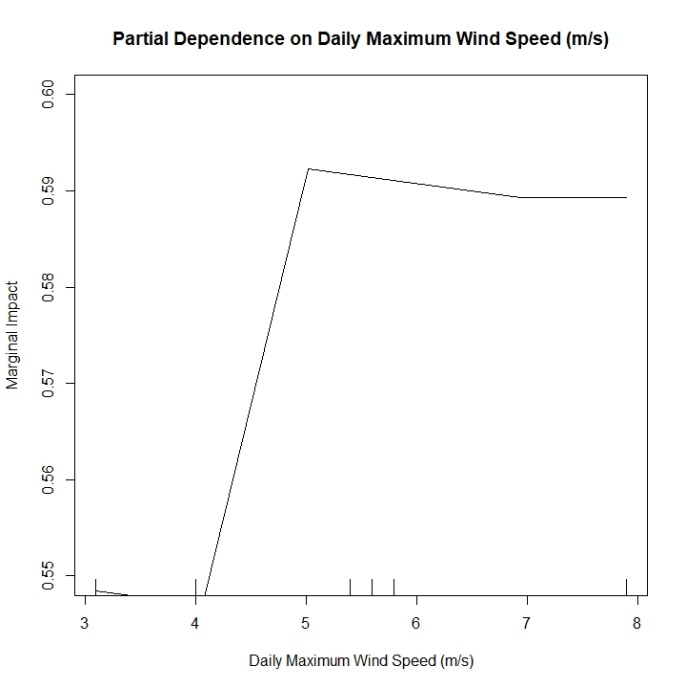 Partial Dependence on Daily Maximum Wind Speed (m/s)
Marginal Impact
0.60
0.59
0.58
0.57
0.56
0.55
3 4 5 6 7 8
Daily Maximum Wind Speed (m/s)